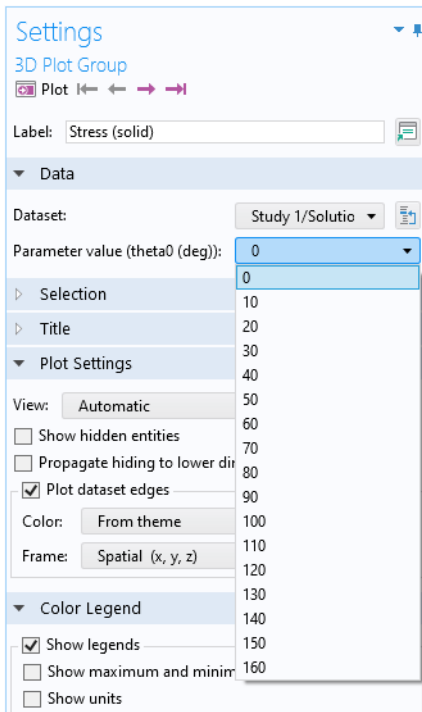 Settings
3D Plot Group
Plot
Label: Stress (solid)
Data
Dataset: Study 1/Solutio
Parameter value (theta0 (deg)): 0
0
Selection
10
20
Title
30
Plot Settings
40
50
View: Automatic
60
Show hidden entities
70
Propagate hiding to lower dir
80
Plot dataset edges
90
Color: From theme
100
110
Frame: Spatial (x, y, z)
120
130
Color Legend
140
Show legends
150
Show maximum and minim
160
Show units